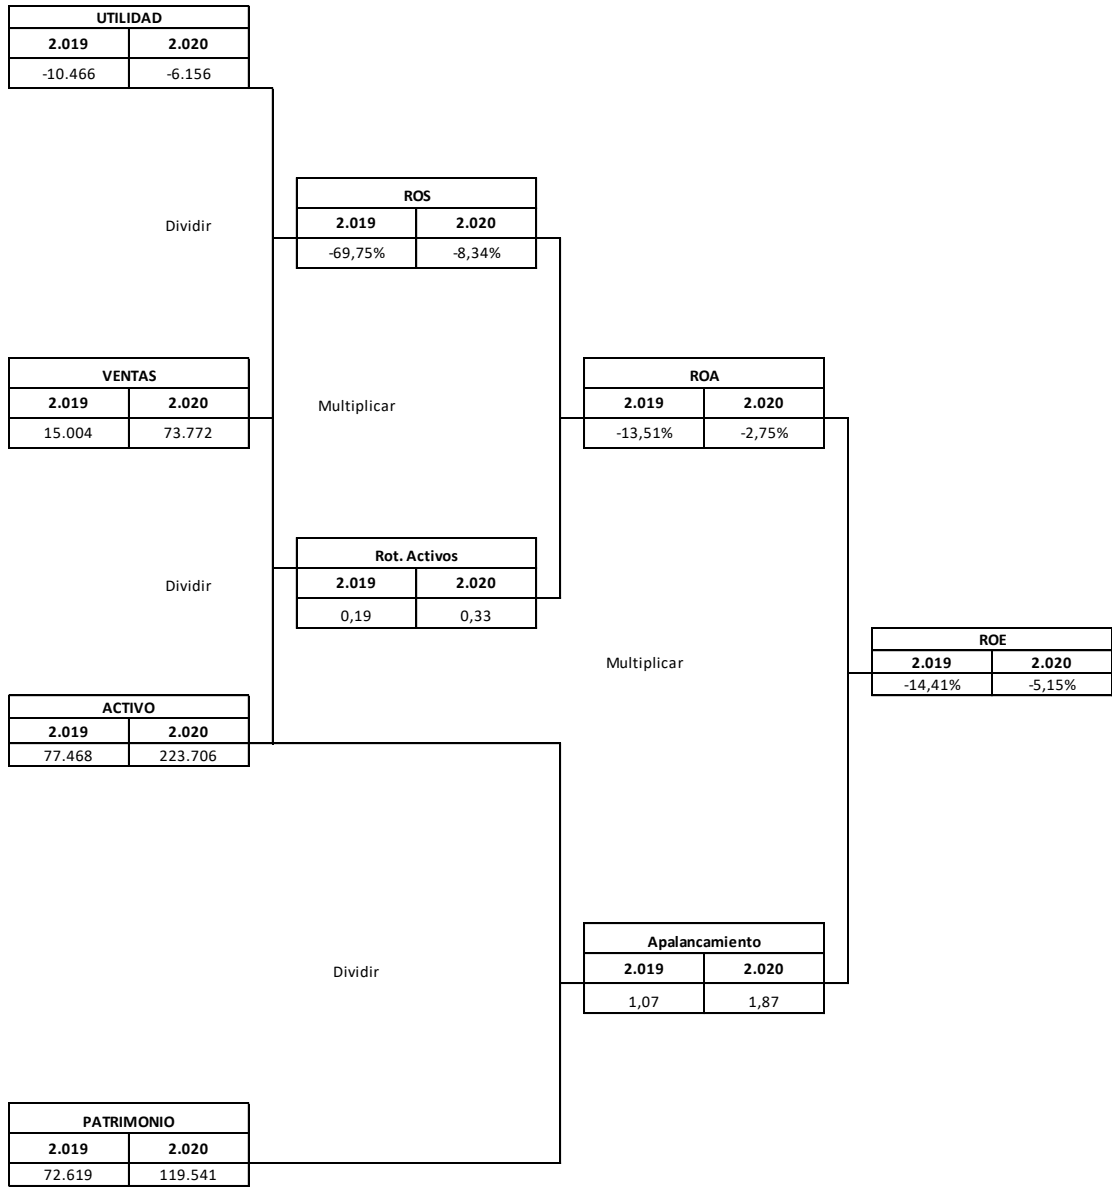 UTILIDAD
2.019 2.020
-10.466 -6.156
Dividir
ROS
2.019 2.020
-69,75% -8,34%
VENTAS
2.019 2.020
15.004 73.772
Multiplicar
ROA
2.019 2.020
-13,51% -2,75%
Dividir
Rot. Activos
2.019 2.020
0,19 0,33
Multiplicar
ROE
2.019 2.020
-14,41% -5,15%
ACTIVO
2.019 2.020
77.468 223.706
Dividir
Apalancamiento
2.019 2.020
1,07 1,87
PATRIMONIO
2.019 2.020
72.619 119.541